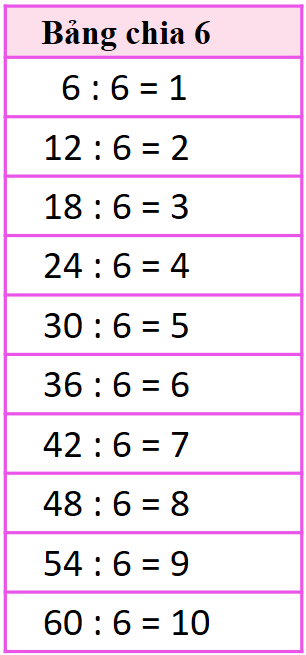 Bảng chia 6
6 : 6 = 1
12 : 6 = 2
18 : 6 = 3
24 : 6 = 4
30 : 6 = 5
36 : 6 = 6
42 : 6 = 7
48 : 6 = 8
54 : 6 = 9
60 : 6 = 10